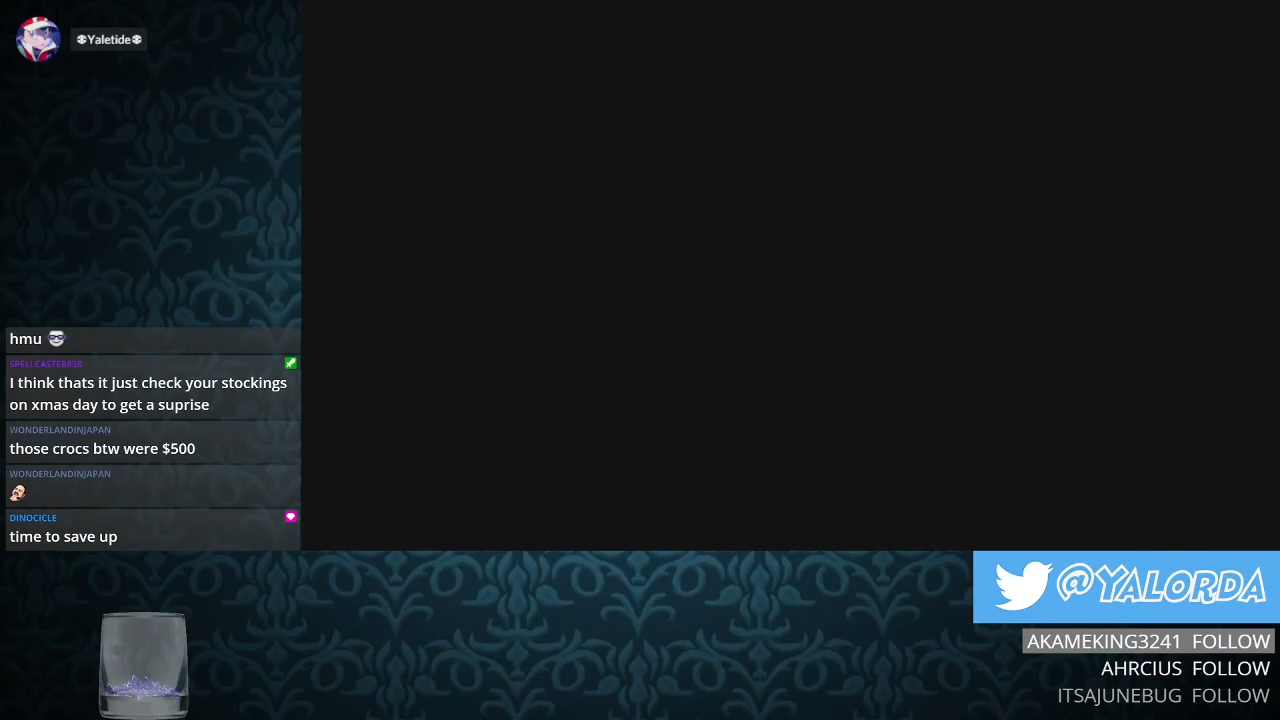 Yaletide
hmu
SPELLCASTER838
I think thats it just check your stockings
on xmas day to get a suprise
WONDERLANDINJAPAN
those crocs btw were $500
WONDERLANDINJAPAN
DINOCICLE
time to save up
@YALORDA
AKAMEKING3241 FOLLOW
AHRCIUS FOLLOW
ITSAJUNEBUG FOLLOW